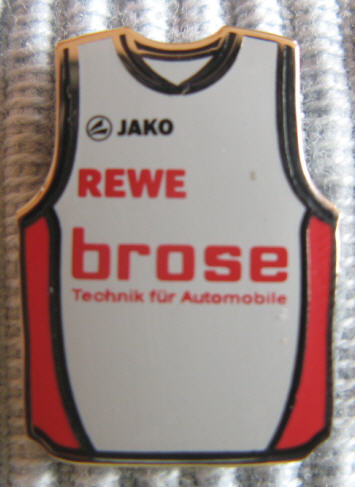 JAKO
REWE
brose
Technik für Automobile